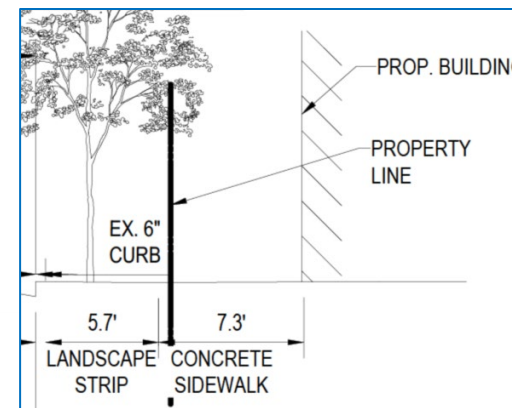 PROP. BUILDING
PROPERTY
LINE
EX. 6"
CURB
5.7'
7.3'
LANDSCAPE
STRIP
CONCRETE
SIDEWALK